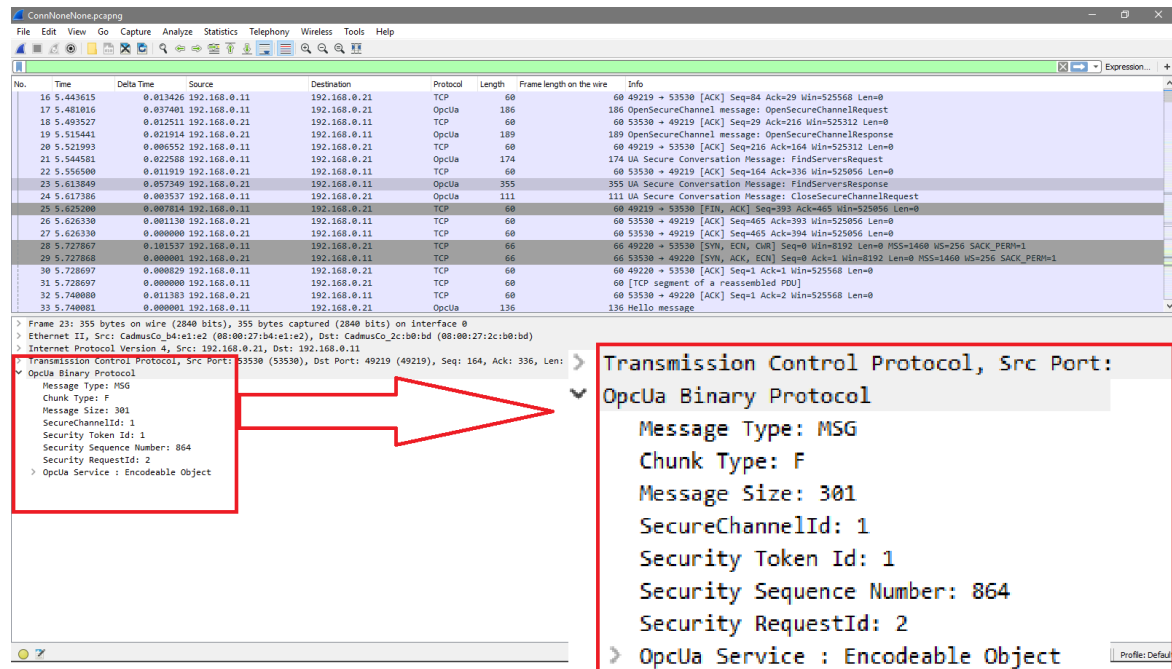 ConnNoneNone.pcapng
File Edit View Go Capture Analyze Statistics Telephony Wireless Tools Help
Expression... +
No. Time Delta Time Source Destination Protocol Length Frame length on the wire Info
16 5.443615 0.013426 192.168.0.11 192.168.0.21 TCP 60 60 49219 → 53530 [ACK] Seq=84 Ack=29 Win=525568 Len=0
17 5.481016 0.037401 192.168.0.11 192.168.0.21 OpcUa 186 186 OpenSecureChannel message: OpenSecureChannelRequest
18 5.493527 0.012511 192.168.0.21 192.168.0.11 TCP 60 60 53530 → 49219 [ACK] Seq=29 Ack=216 Win=525312 Len=0
19 5.515441 0.021914 192.168.0.21 192.168.0.11 OpcUa 189 189 OpenSecureChannel message: OpenSecureChannelResponse
20 5.521993 0.006552 192.168.0.11 192.168.0.21 TCP 60 60 49219 → 53530 [ACK] Seq=216 Ack=164 Win=525312 Len=0
21 5.544581 0.022588 192.168.0.11 192.168.0.21 OpcUa 174 174 UA Secure Conversation Message: FindServersRequest
22 5.556500 0.011919 192.168.0.21 192.168.0.11 TCP 60 60 53530 → 49219 [ACK] Seq=164 Ack=336 Win=525056 Len=0
23 5.613849 0.057349 192.168.0.21 192.168.0.11 OpcUa 355 355 UA Secure Conversation Message: FindServersResponse
24 5.617386 0.003537 192.168.0.11 192.168.0.21 OpcUa 111 111 UA Secure Conversation Message: CloseSecureChannelRequest
25 5.625200 0.007814 192.168.0.11 192.168.0.21 TCP 60 60 49219 → 53530 [FIN, ACK] Seq=393 Ack=465 Win=525056 Len=0
26 5.626330 0.001130 192.168.0.21 192.168.0.11 TCP 60 60 53530 → 49219 [ACK] Seq=465 Ack=393 Win=525056 Len=0
27 5.626330 0.000000 192.168.0.21 192.168.0.11 TCP 60 60 53530 → 49219 [ACK] Seq=465 Ack=394 Win=525056 Len=0
28 5.727867 0.101537 192.168.0.11 192.168.0.21 TCP 66 66 49220 → 53530 [SYN, ECN, CWR] Seq=0 Win=8192 Len=0 MSS=1460 WS=256 SACK_PERM=1
29 5.727868 0.000001 192.168.0.21 192.168.0.11 TCP 66 66 53530 → 49220 [SYN, ACK, ECN] Seq=0 Ack=1 Win=8192 Len=0 MSS=1460 WS=256 SACK_PERM=1
30 5.728697 0.000829 192.168.0.11 192.168.0.21 TCP 60 60 49220 → 53530 [ACK] Seq=1 Ack=1 Win=525568 Len=0
31 5.728697 0.000000 192.168.0.11 192.168.0.21 TCP 60 60 [TCP segment of a reassembled PDU]
32 5.740080 0.011383 192.168.0.21 192.168.0.11 TCP 60 60 53530 → 49220 [ACK] Seq=1 Ack=2 Win=525568 Len=0
33 5.740081 0.000001 192.168.0.11 192.168.0.21 OpcUa 136 136 Hello message
Frame 23: 355 bytes on wire (2840 bits), 355 bytes captured (2840 bits) on interface 0
Ethernet II, Src: CadmusCo_b4:e1:e2 (08:00:27:b4:e1:e2), Dst: CadmusCo_2c:b0:bd (08:00:27:2c:b0:bd)
Internet Protocol Version 4, Src: 192.168.0.21, Dst: 192.168.0.11
Transmission Control Protocol, Src Port: 53530 (53530), Dst Port: 49219 (49219), Seq: 164, Ack: 336, Len:
OpcUa Binary Protocol
Message Type: MSG
Chunk Type: F
Message Size: 301
SecureChannelId: 1
Security Token Id: 1
Security Sequence Number: 864
Security RequestId: 2
OpcUa Service : Encodeable Object
Transmission Control Protocol, Src Port:
OpcUa Binary Protocol
Message Type: MSG
Chunk Type: F
Message Size: 301
SecureChannelId: 1
Security Token Id: 1
Security Sequence Number: 864
Security RequestId: 2
OpcUa Service : Encodeable Object
Profile: Defau